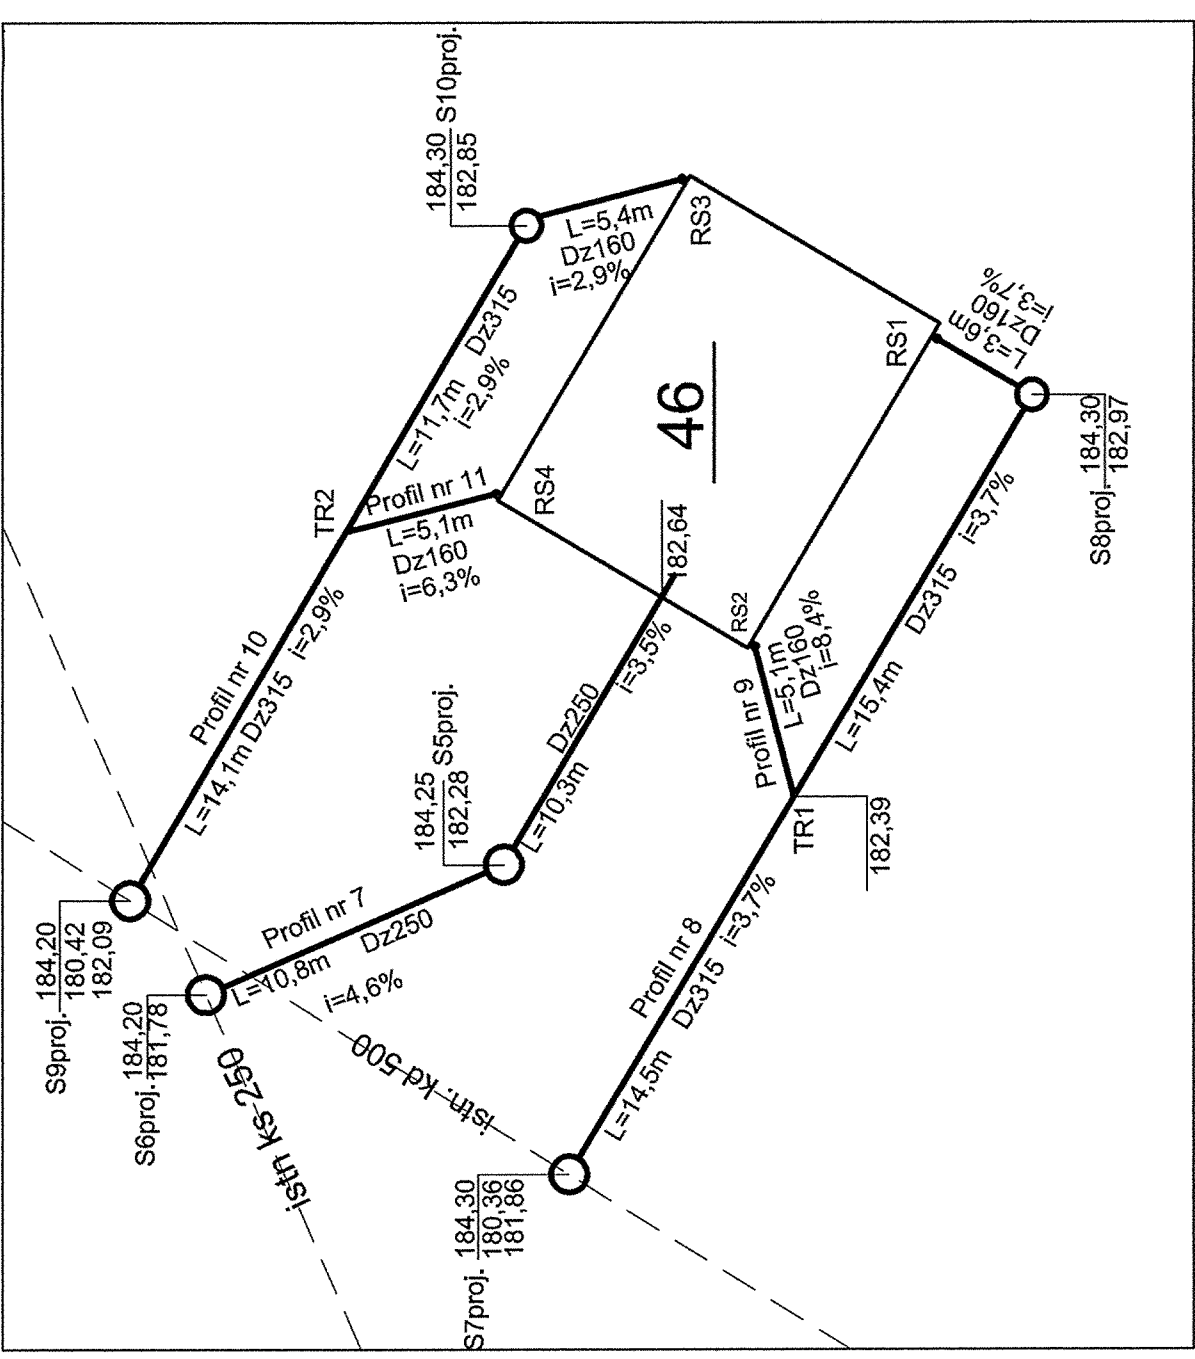 S10proj.
184,30
182,85
L=5,4m
Dz160
i=2,9%
RS3
L=11,7m Dz315
i=2,9%
TR2
Profil nr 11
L=5,1m
Dz160
i=6,3%
RS4
46
RS1
L=3,6m
Dz160
i=3,7%
S8proj.
184,30
182,97
Profil nr 10
L=14,1m Dz315 i=2,9%
S9proj.
184,20
180,42
182,09
S6proj.
184,20
181,78
Profil nr 7
L=10,8m Dz250
i=4,6%
S5proj.
184,25
182,28
L=10,3m Dz250 i=3,5%
182,64
RS2
Profil nr 9
L=5,1m
Dz160
i=8,4%
L=15,4m Dz315 i=3,7%
TR1
182,39
Profil nr 8
L=14,5m Dz315 i=3,7%
S7proj.
184,30
180,36
181,86
istn ks 250
istn. kd 500